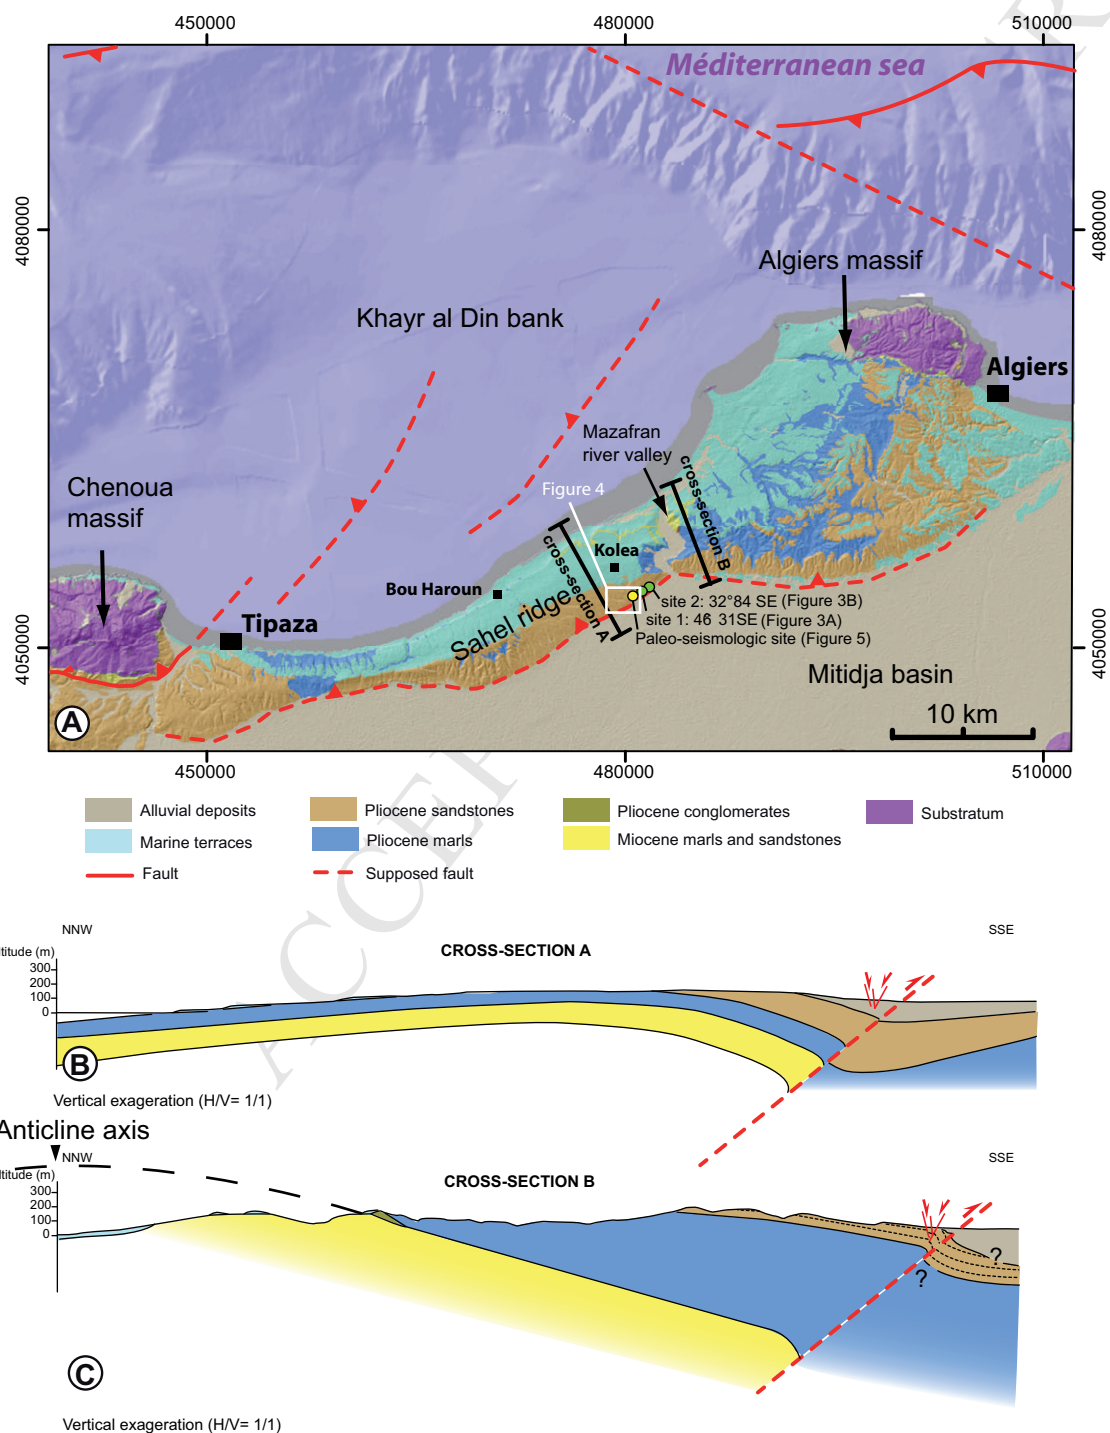 450000
480000
510000
Méditerranean sea
4080000
4080000
Algiers massif
Khayr al Din bank
Algiers
Mazafran
river valley
cross-section B
Chenoua
massif
Figure 4
cross-section A
Kolea
Bou Haroun
Sahel ridge
site 2: 32°84 SE (Figure 3B)
site 1: 46 31SE (Figure 3A)
Paleo-seismologic site (Figure 5)
Tipaza
4050000
4050000
Mitidja basin
A
10 km
450000
480000
510000
Alluvial deposits
Pliocene sandstones
Pliocene conglomerates
Substratum
Marine terraces
Pliocene marls
Miocene marls and sandstones
Fault
Supposed fault
ACCEP
R
NNW
SSE
CROSS-SECTION A
ltitude (m)
300
200
100
0
B
Vertical exageration (H/V= 1/1)
Anticline axis
NNW
SSE
ltitude (m)
CROSS-SECTION B
300
200
100
0
?
?
C
Vertical exageration (H/V= 1/1)